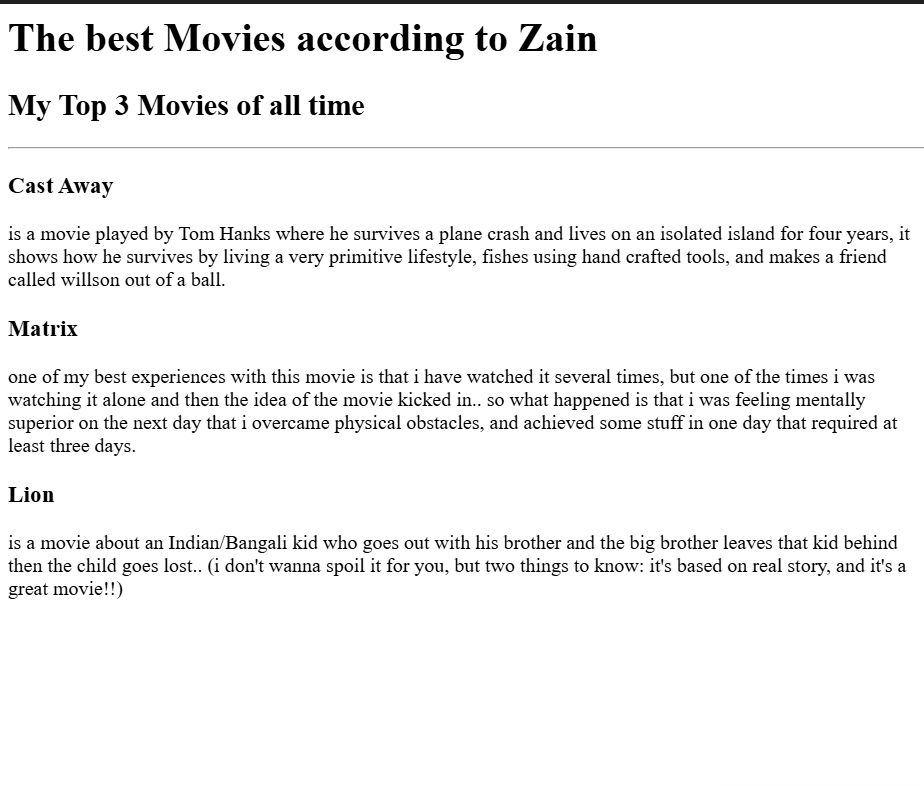 The best Movies according to Zain
My Top 3 Movies of all time
Cast Away
is a movie played by Tom Hanks where he survives a plane crash and lives on an isolated island for four years, it
shows how he survives by living a very primitive lifestyle, fishes using hand crafted tools, and makes a friend
called willson out of a ball.
Matrix
one of my best experiences with this movie is that i have watched it several times, but one of the times i was
watching it alone and then the idea of the movie kicked in.. so what happened is that i was feeling mentally
superior on the next day that i overcame physical obstacles, and achieved some stuff in one day that required at
least three days.
Lion
is a movie about an Indian/Bangali kid who goes out with his brother and the big brother leaves that kid behind
then the child goes lost.. (i don't wanna spoil it for you, but two things to know: it's based on real story, and it's a
great movie!!)